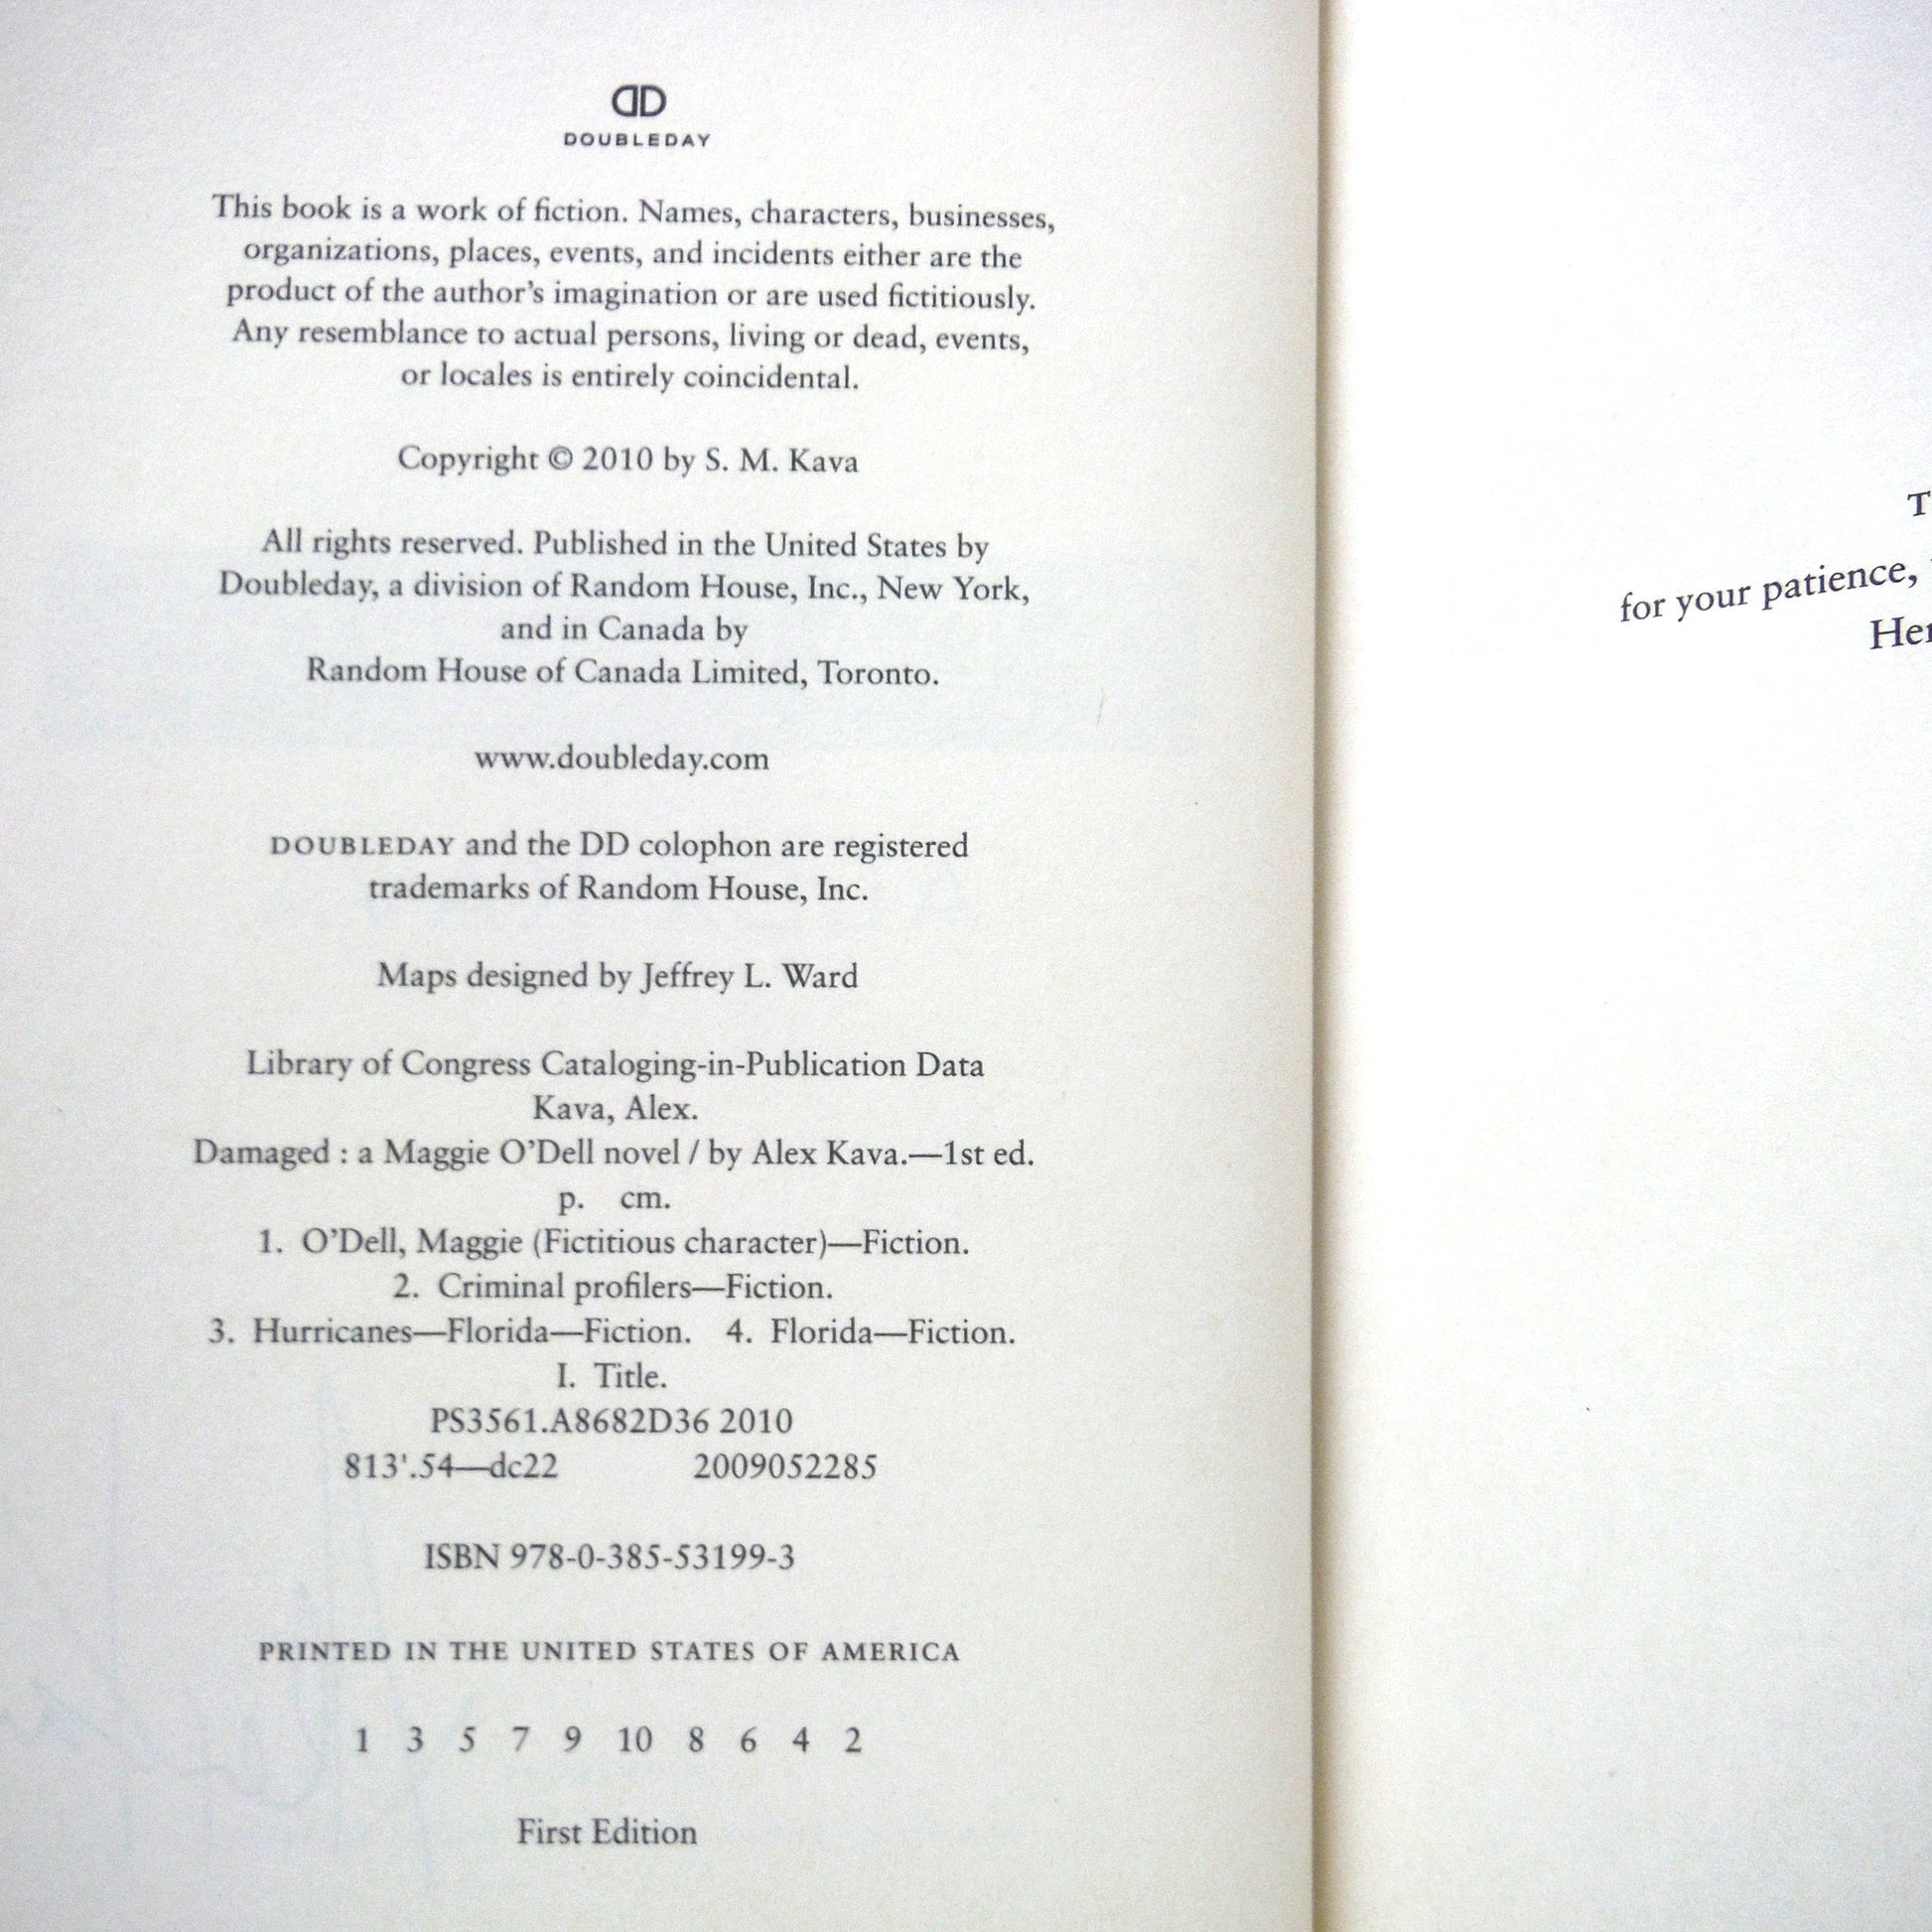 DD
DOUBLEDAY
This book is a work of fiction. Names, characters, businesses,
organizations, places, events, and incidents either are the
product of the author's imagination or are used fictitiously.
Any resemblance to actual persons, living or dead, events,
or locales is entirely coincidental.
Copyright © 2010 by S. M. Kava
All rights reserved. Published in the United States by
Doubleday, a division of Random House, Inc., New York,
and in Canada by
Random House of Canada Limited, Toronto.
www.doubleday.com
DOUBLEDAY and the DD colophon are registered
trademarks of Random House, Inc.
Maps designed by Jeffrey L. Ward
Library of Congress Cataloging-in-Publication Data
Kava, Alex.
Damaged : a Maggie O'Dell novel / by Alex Kava.—1st ed.
p. cm.
1. O'Dell, Maggie (Fictitious character)—Fiction.
2. Criminal profilers—Fiction.
3. Hurricanes—Florida—Fiction. 4. Florida—Fiction.
I. Title.
PS3561.A8682D36 2010
813'.54—dc22 2009052285
ISBN 978-0-385-53199-3
PRINTED IN THE UNITED STATES OF AMERICA
1 3 5 7 9 10 8 6 4 2
First Edition
for your patience,